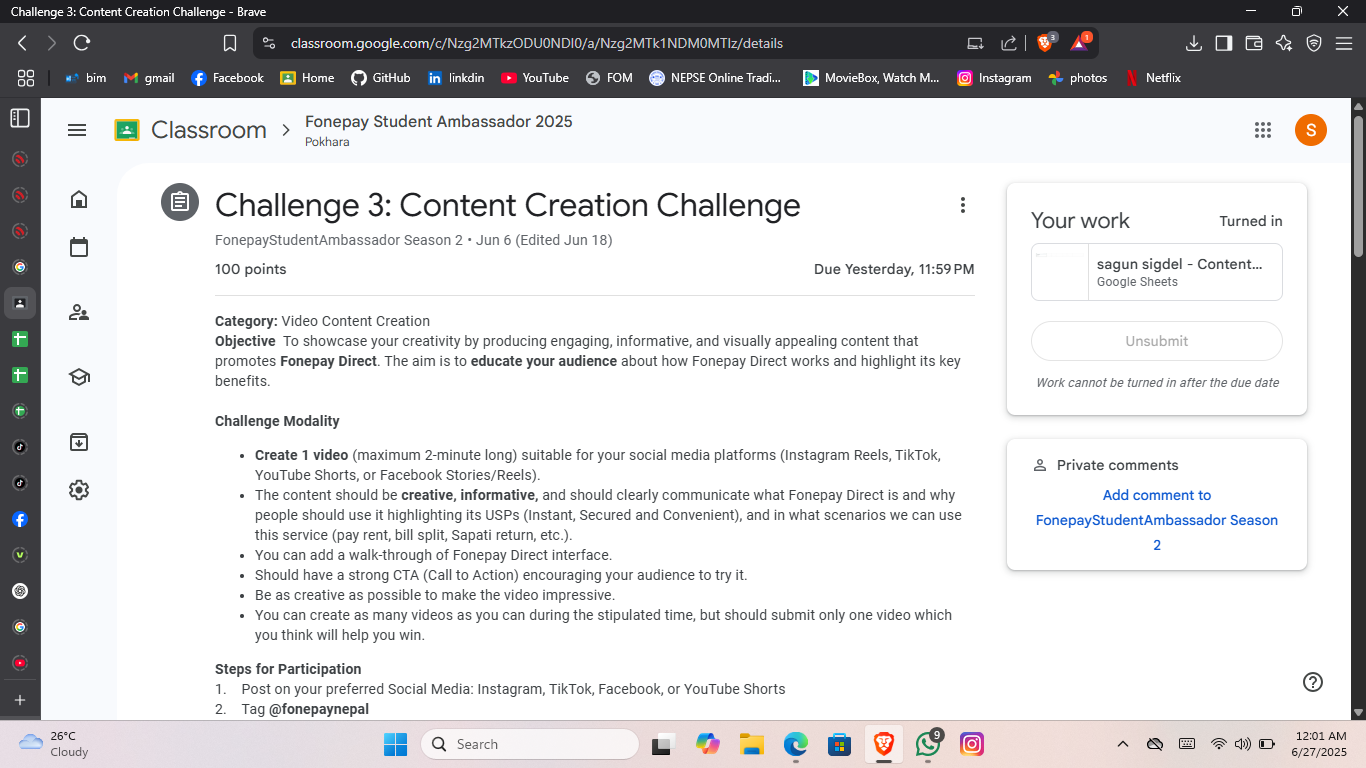 Challenge 3: Content Creation Challenge - Brave
classroom.google.com/c/Nzg2MTkzODU0NDI0/a/Nzg2MTk1NDM0MTIz/details
3
1
bim
gmail
Facebook
Home
GitHub
linkdin
YouTube
FOM
NEPSE Online Tradi...
MovieBox, Watch M...
Instagram
photos
Netflix
Classroom
Fonepay Student Ambassador 2025
Pokhara
S
Challenge 3: Content Creation Challenge
FonepayStudentAmbassador Season 2 • Jun 6 (Edited Jun 18)
100 points
Due Yesterday, 11:59 PM
Category: Video Content Creation
Objective To showcase your creativity by producing engaging, informative, and visually appealing content that
promotes Fonepay Direct. The aim is to educate your audience about how Fonepay Direct works and highlight its key
benefits.
Challenge Modality
• Create 1 video (maximum 2-minute long) suitable for your social media platforms (Instagram Reels, TikTok,
YouTube Shorts, or Facebook Stories/Reels).
• The content should be creative, informative, and should clearly communicate what Fonepay Direct is and why
people should use it highlighting its USPs (Instant, Secured and Convenient), and in what scenarios we can use
this service (pay rent, bill split, Sapati return, etc.).
• You can add a walk-through of Fonepay Direct interface.
• Should have a strong CTA (Call to Action) encouraging your audience to try it.
• Be as creative as possible to make the video impressive.
• You can create as many videos as you can during the stipulated time, but should submit only one video which
you think will help you win.
Steps for Participation
1. Post on your preferred Social Media: Instagram, TikTok, Facebook, or YouTube Shorts
2. Tag @fonepaynepal
Your work
Turned in
sagun sigdel - Content...
Google Sheets
Unsubmit
Work cannot be turned in after the due date
Private comments
Add comment to
FonepayStudentAmbassador Season
2
26°C
Cloudy
Search
9
12:01 AM
6/27/2025